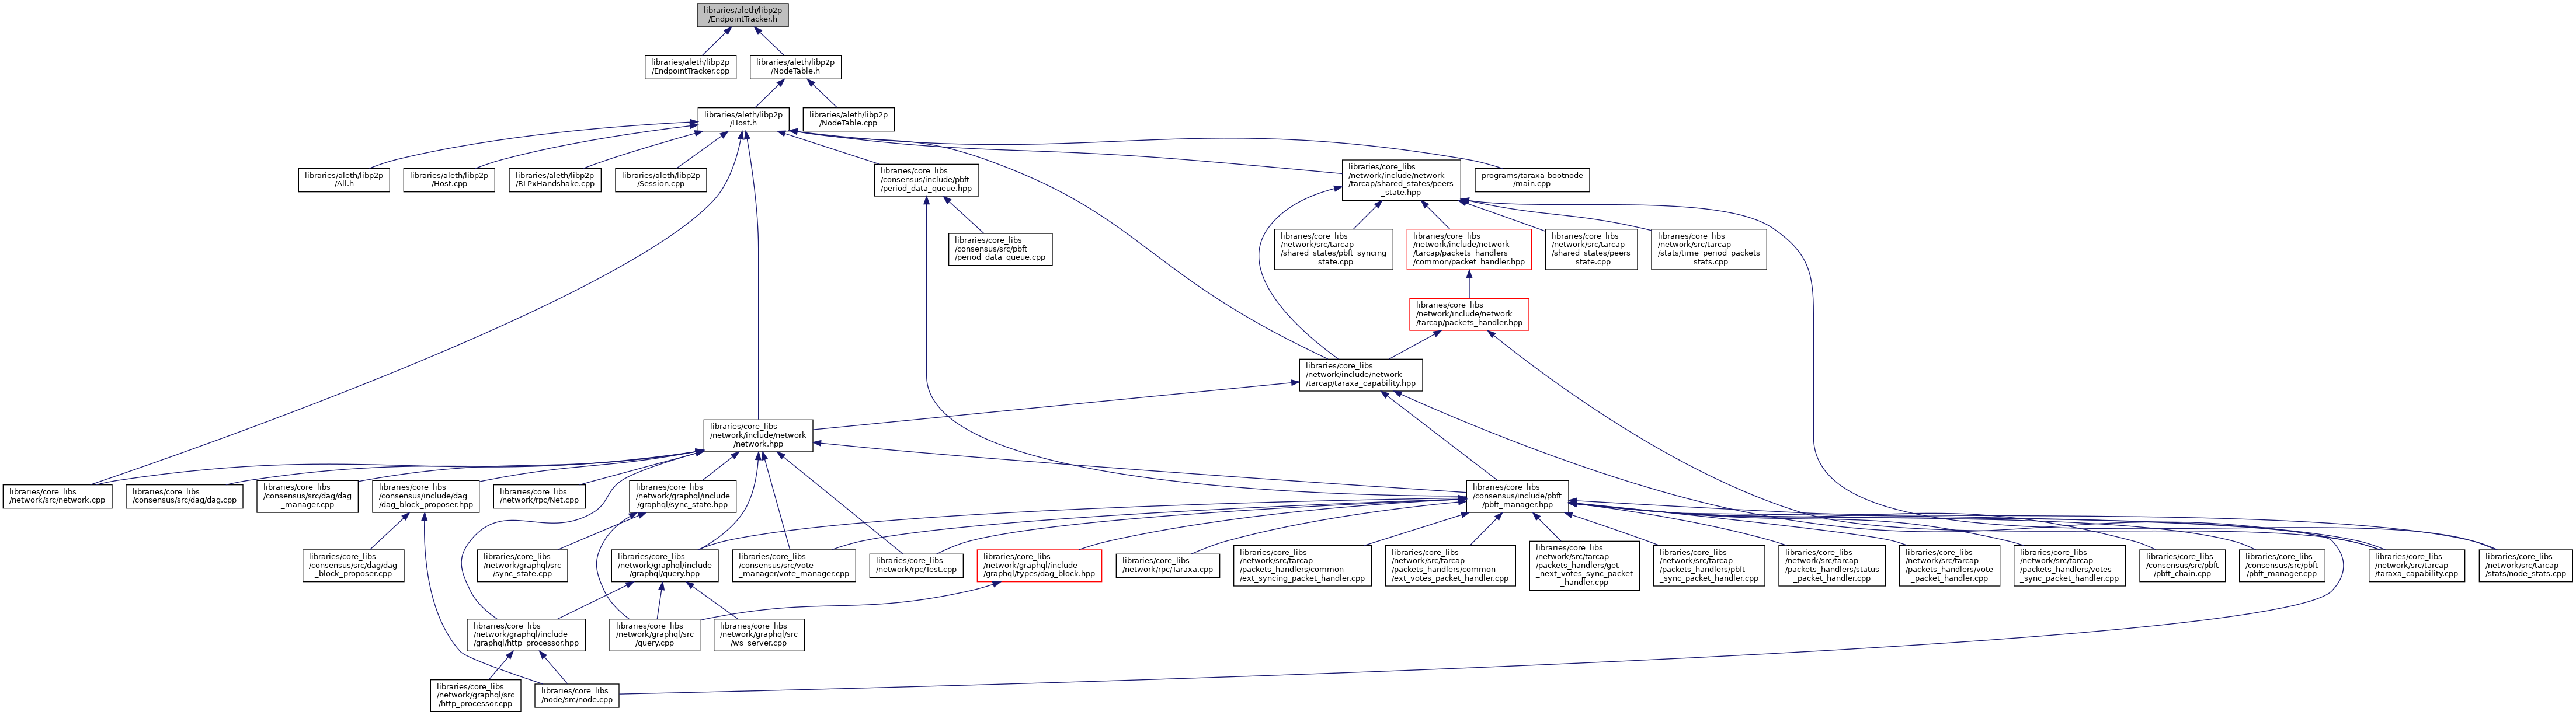 libraries/aleth/libp2p
/EndpointTracker.h
libraries/aleth/libp2p
/EndpointTracker.cpp
libraries/aleth/libp2p
/NodeTable.h
libraries/aleth/libp2p
/Host.h
libraries/aleth/libp2p
/NodeTable.cpp
libraries/aleth/libp2p
/All.h
libraries/aleth/libp2p
/Host.cpp
libraries/aleth/libp2p
/RLPxHandshake.cpp
libraries/aleth/libp2p
/Session.cpp
libraries/core_libs
/consensus/include/pbft
/period_data_queue.hpp
libraries/core_libs
/network/include/network
/tarcap/shared_states/peers
_state.hpp
programs/taraxa-bootnode
/main.cpp
libraries/core_libs
/consensus/src/pbft
/period_data_queue.cpp
libraries/core_libs
/network/src/tarcap
/shared_states/pbft_syncing
_state.cpp
libraries/core_libs
/network/include/network
/tarcap/packets_handlers
/common/packet_handler.hpp
libraries/core_libs
/network/src/tarcap
/shared_states/peers
_state.cpp
libraries/core_libs
/network/src/tarcap
/stats/time_period_packets
_stats.cpp
libraries/core_libs
/network/include/network
/tarcap/packets_handler.hpp
libraries/core_libs
/network/include/network
/tarcap/taraxa_capability.hpp
libraries/core_libs
/network/include/network
/network.hpp
libraries/core_libs
/network/src/network.cpp
libraries/core_libs
/consensus/src/dag/dag.cpp
libraries/core_libs
/consensus/src/dag/dag
_manager.cpp
libraries/core_libs
/consensus/include/dag
/dag_block_proposer.hpp
libraries/core_libs
/network/rpc/Net.cpp
libraries/core_libs
/network/graphql/include
/graphql/sync_state.hpp
libraries/core_libs
/consensus/include/pbft
/pbft_manager.hpp
libraries/core_libs
/consensus/src/dag/dag
_block_proposer.cpp
libraries/core_libs
/network/graphql/src
/sync_state.cpp
libraries/core_libs
/network/graphql/include
/graphql/query.hpp
libraries/core_libs
/consensus/src/vote
_manager/vote_manager.cpp
libraries/core_libs
/network/rpc/Test.cpp
libraries/core_libs
/network/graphql/include
/graphql/types/dag_block.hpp
libraries/core_libs
/network/rpc/Taraxa.cpp
libraries/core_libs
/network/src/tarcap
/packets_handlers/common
/ext_syncing_packet_handler.cpp
libraries/core_libs
/network/src/tarcap
/packets_handlers/common
/ext_votes_packet_handler.cpp
libraries/core_libs
/network/src/tarcap
/packets_handlers/get
_next_votes_sync_packet
_handler.cpp
libraries/core_libs
/network/src/tarcap
/packets_handlers/pbft
_sync_packet_handler.cpp
libraries/core_libs
/network/src/tarcap
/packets_handlers/status
_packet_handler.cpp
libraries/core_libs
/network/src/tarcap
/packets_handlers/vote
_packet_handler.cpp
libraries/core_libs
/network/src/tarcap
/packets_handlers/votes
_sync_packet_handler.cpp
libraries/core_libs
/consensus/src/pbft
/pbft_chain.cpp
libraries/core_libs
/consensus/src/pbft
/pbft_manager.cpp
libraries/core_libs
/network/src/tarcap
/taraxa_capability.cpp
libraries/core_libs
/network/src/tarcap
/stats/node_stats.cpp
libraries/core_libs
/network/graphql/include
/graphql/http_processor.hpp
libraries/core_libs
/network/graphql/src
/query.cpp
libraries/core_libs
/network/graphql/src
/ws_server.cpp
libraries/core_libs
/network/graphql/src
/http_processor.cpp
libraries/core_libs
/node/src/node.cpp